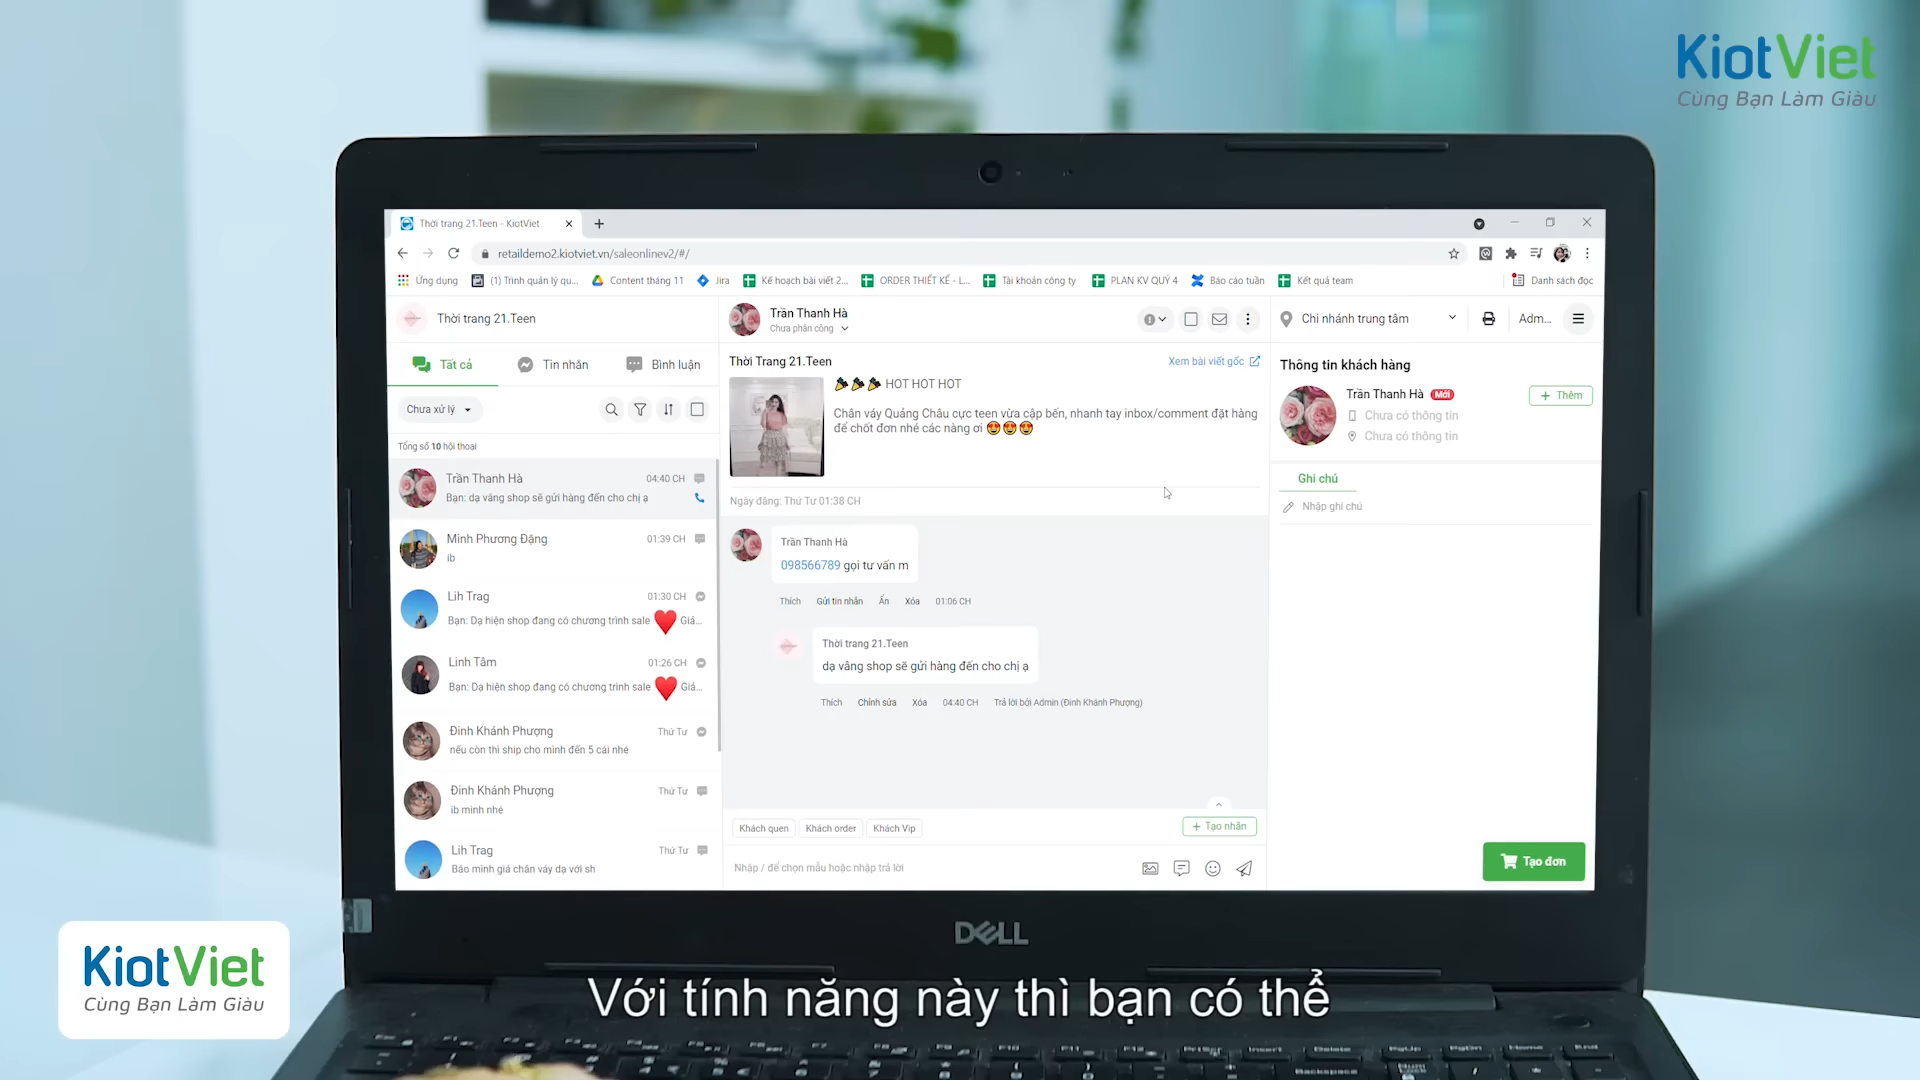 KiotViet
Cùng Bạn Làm Giàu
Thời trang 21.Teen - KiotViet
retaildemo2.kiotviet.vn/saleonlinev2/#/
Ứng dụng
(1) Trình quản lý qu...
Content tháng 11
Jira
Kế hoạch bài viết 2...
ORDER THIẾT KẾ - L...
Tài khoản công ty
PLAN KV QUÝ 4
Báo cáo tuần
Kết quả team
Danh sách đọc
Thời trang 21.Teen
Tất cả
Tin nhắn
Bình luận
Chưa xử lý
Tổng số 10 hội thoại
Trần Thanh Hà
04:40 CH
Bạn: dạ vâng shop sẽ gửi hàng đến cho chị ạ
Minh Phương Đặng
01:39 CH
ib
Lih Trag
01:30 CH
Bạn: Dạ hiện shop đang có chương trình sale ❤️ Giá...
Linh Tâm
01:26 CH
Bạn: Dạ hiện shop đang có chương trình sale ❤️ Giá...
Đinh Khánh Phượng
Thứ Tư
nếu còn thì ship cho mình đến 5 cái nhé
Đinh Khánh Phượng
Thứ Tư
ib mình nhé
Lih Trag
Thứ Tư
Báo mình giá chân váy dạ với sh
Trần Thanh Hà
Chưa phân công
Thời Trang 21.Teen
Xem bài viết gốc
HOT HOT HOT
Chân váy Quảng Châu cực teen vừa cập bến, nhanh tay inbox/comment đặt hàng
để chốt đơn nhé các nàng ơi 😍😍😍
Ngày đăng: Thứ Tư 01:38 CH
Trần Thanh Hà
098566789 gọi tư vấn m
Thích Gửi tin nhắn Ẩn Xóa 01:06 CH
Thời trang 21.Teen
dạ vâng shop sẽ gửi hàng đến cho chị ạ
Thích Chỉnh sửa Xóa 04:40 CH Trả lời bởi Admin (Đinh Khánh Phượng)
Khách quen
Khách order
Khách Vip
+ Tạo nhãn
Nhập / để chọn mẫu hoặc nhập trả lời
Chi nhánh trung tâm
Adm...
Thông tin khách hàng
Trần Thanh Hà Mới
+ Thêm
Chưa có thông tin
Chưa có thông tin
Ghi chú
Nhập ghi chú
Tạo đơn
DELL
KiotViet
Cùng Bạn Làm Giàu
Với tính năng này thì bạn có thể